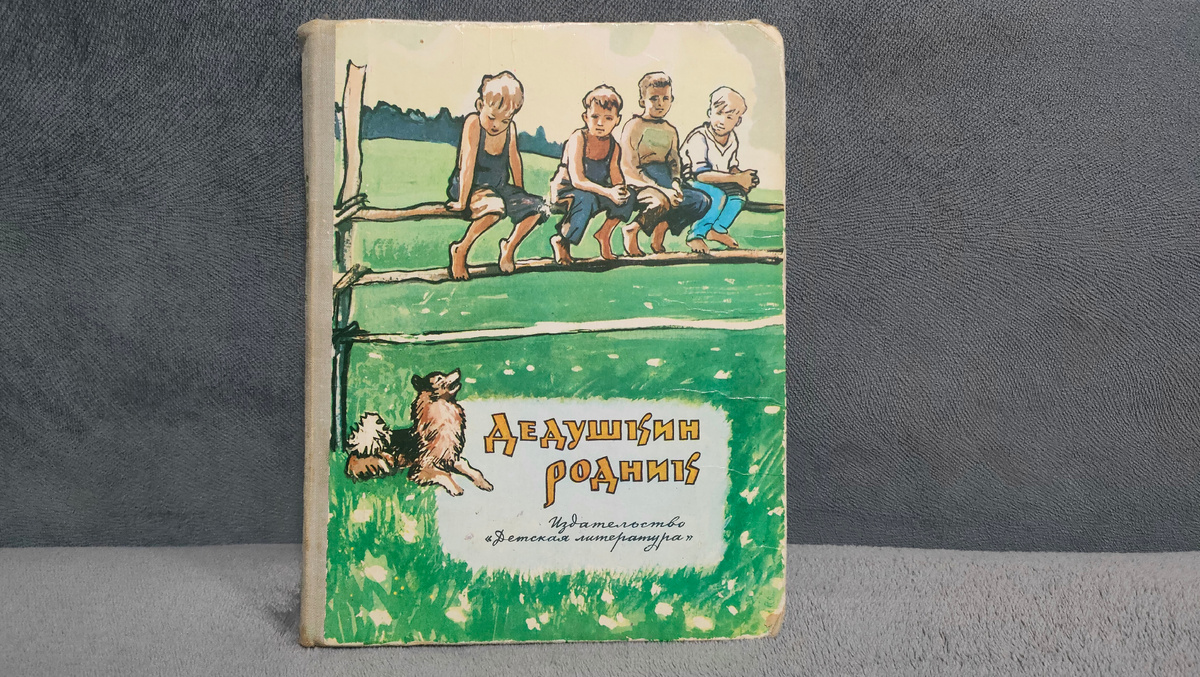 Дедушкин
родник
Издательство
«Детская литература»